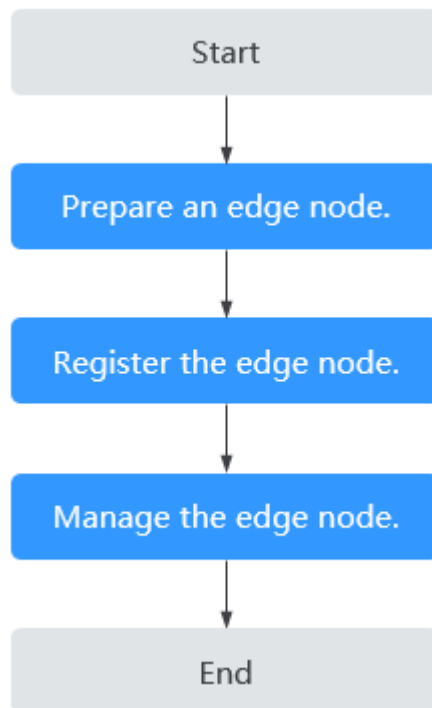 Start
Prepare an edge node.
Register the edge node.
Manage the edge node.
End